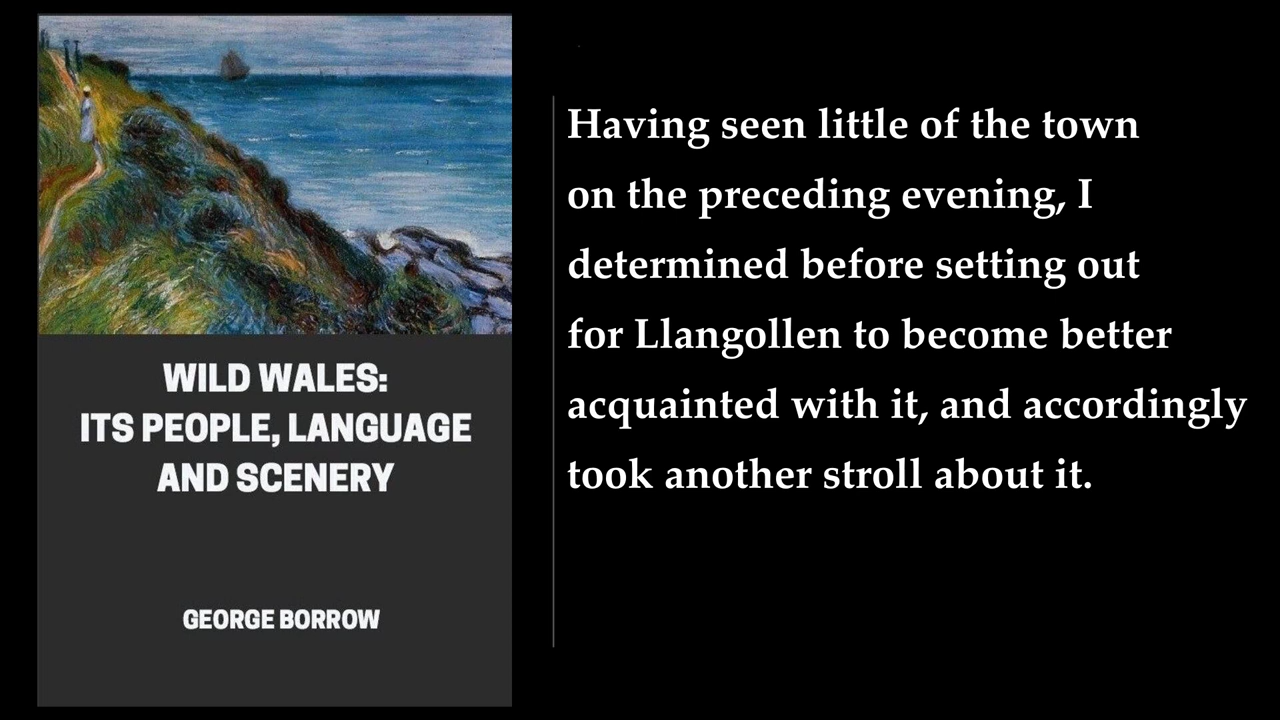 WILD WALES:
ITS PEOPLE, LANGUAGE
AND SCENERY
GEORGE BORROW
Having seen little of the town
on the preceding evening, I
determined before setting out
for Llangollen to become better
acquainted with it, and accordingly
took another stroll about it.